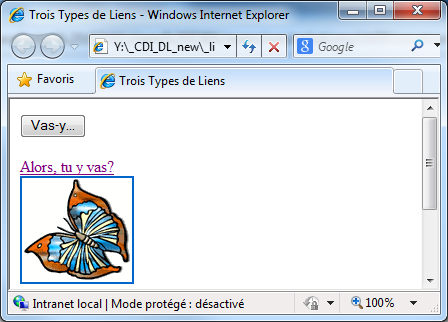 Trois Types de Liens - Windows Internet Explorer
Y:\_CDI_DL_new\_li
Google
Favoris
Trois Types de Liens
Vas-y...
Alors, tu y vas?
Intranet local | Mode protégé : désactivé
100%